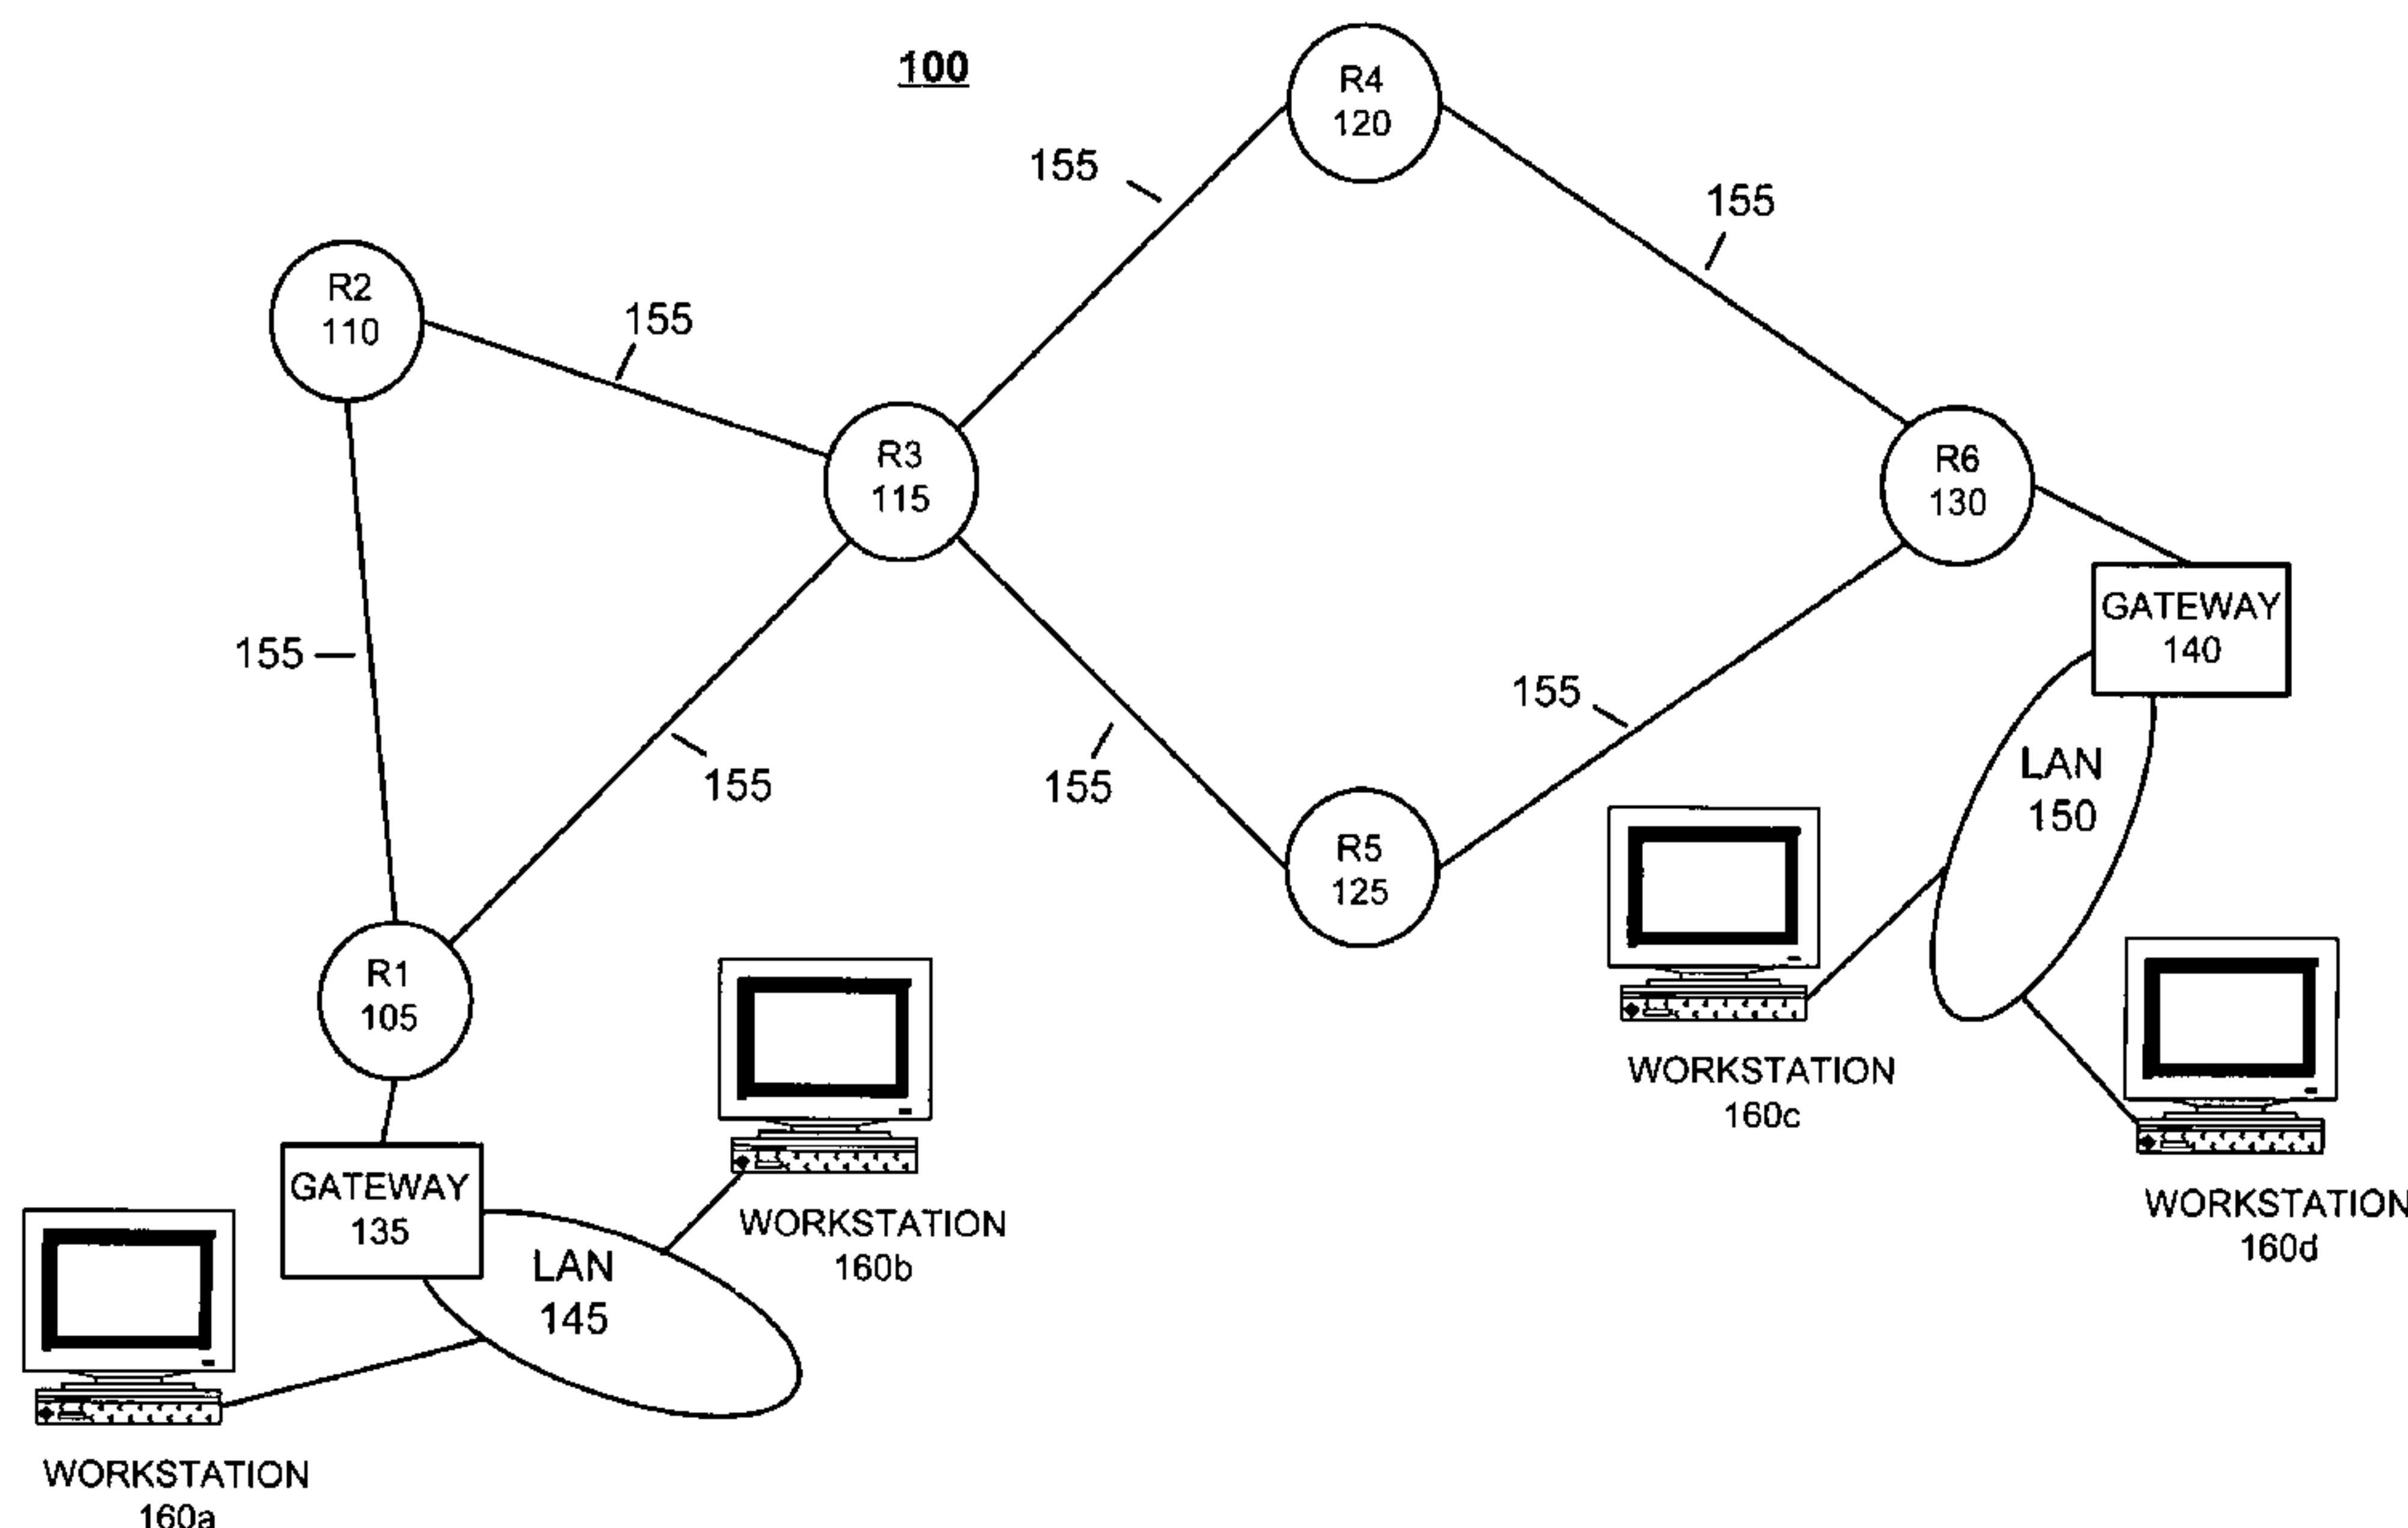 100
R4
120
155
155
R2
110
155
R3
115
R6
130
GATEWAY
140
155
155
155
155
LAN
150
R5
125
R1
105
WORKSTATION
160c
GATEWAY
135
WORKSTATION
160b
WORKSTATION
160d
LAN
145
WORKSTATION
160a